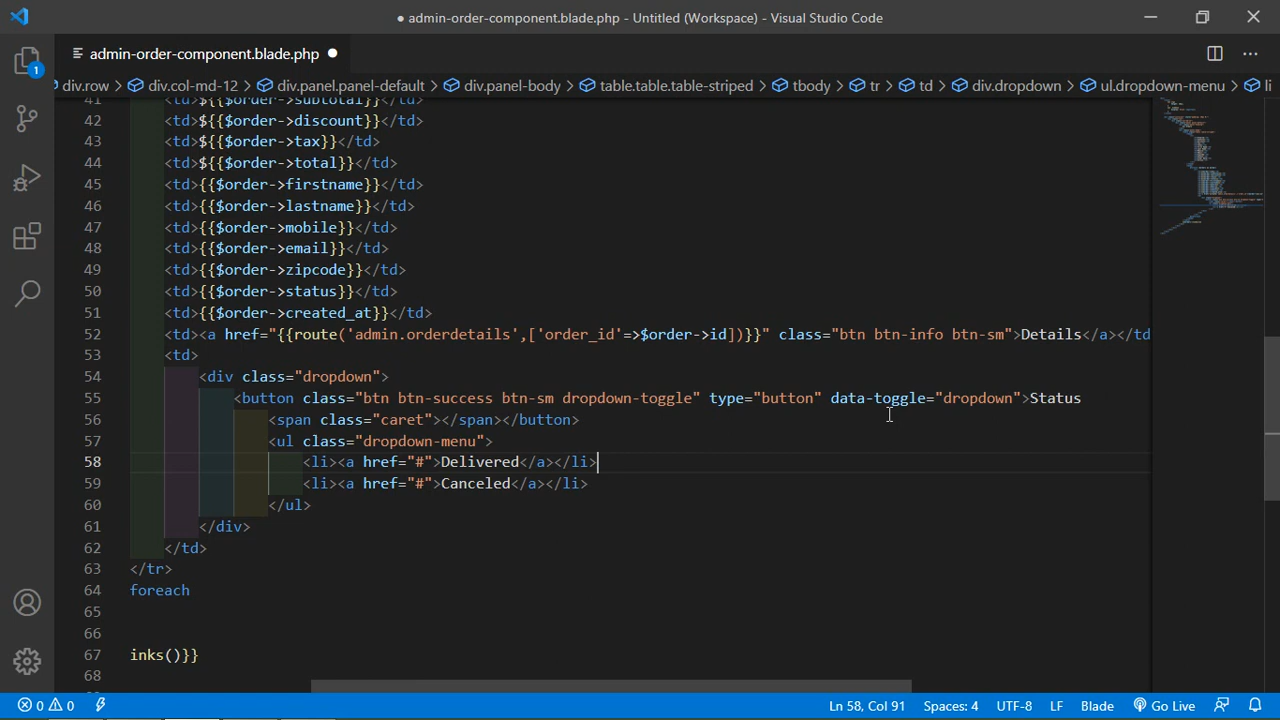 ● admin-order-component.blade.php - Untitled (Workspace) - Visual Studio Code
admin-order-component.blade.php ●
div.row > div.col-md-12 > div.panel.panel-default > div.panel-body > table.table.table-striped > tbody > tr > td > div.dropdown > ul.dropdown-menu > li
1
41 <td>${{$order->subtotal}}</td>
42 <td>${{$order->discount}}</td>
43 <td>${{$order->tax}}</td>
44 <td>${{$order->total}}</td>
45 <td>{{$order->firstname}}</td>
46 <td>{{$order->lastname}}</td>
47 <td>{{$order->mobile}}</td>
48 <td>{{$order->email}}</td>
49 <td>{{$order->zipcode}}</td>
50 <td>{{$order->status}}</td>
51 <td>{{$order->created_at}}</td>
52 <td><a href="{{route('admin.orderdetails',['order_id'=>$order->id])}}" class="btn btn-info btn-sm">Details</a></td
53 <td>
54 <div class="dropdown">
55 <button class="btn btn-success btn-sm dropdown-toggle" type="button" data-toggle="dropdown">Status
56 <span class="caret"></span></button>
57 <ul class="dropdown-menu">
58 <li><a href="#">Delivered</a></li>
59 <li><a href="#">Canceled</a></li>
60 </ul>
61 </div>
62 </td>
63 </tr>
64 foreach
65
66
67 inks()}}
68
0 0 Ln 58, Col 91 Spaces: 4 UTF-8 LF Blade Go Live